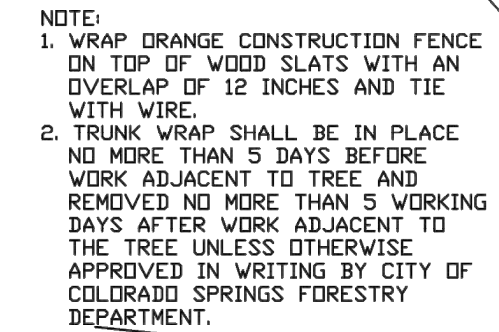 NOTE:
1. WRAP ORANGE CONSTRUCTION FENCE
ON TOP OF WOOD SLATS WITH AN
OVERLAP OF 12 INCHES AND TIE
WITH WIRE.
2. TRUNK WRAP SHALL BE IN PLACE
NO MORE THAN 5 DAYS BEFORE
WORK ADJACENT TO TREE AND
REMOVED NO MORE THAN 5 WORKING
DAYS AFTER WORK ADJACENT TO
THE TREE UNLESS OTHERWISE
APPROVED IN WRITING BY CITY OF
COLORADO SPRINGS FORESTRY
DEPARTMENT.